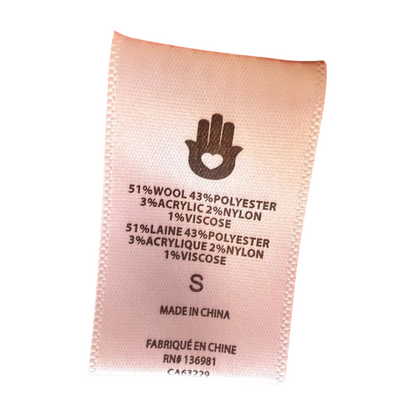 51%WOOL 43%POLYESTER
3%ACRYLIC 2%NYLON
1%VISCOSE
51%LAINE 43%POLYESTER
3%ACRYLIQUE 2%NYLON
1%VISCOSE
S
MADE IN CHINA
FABRIQUÉ EN CHINE
RN# 136981
CA63229